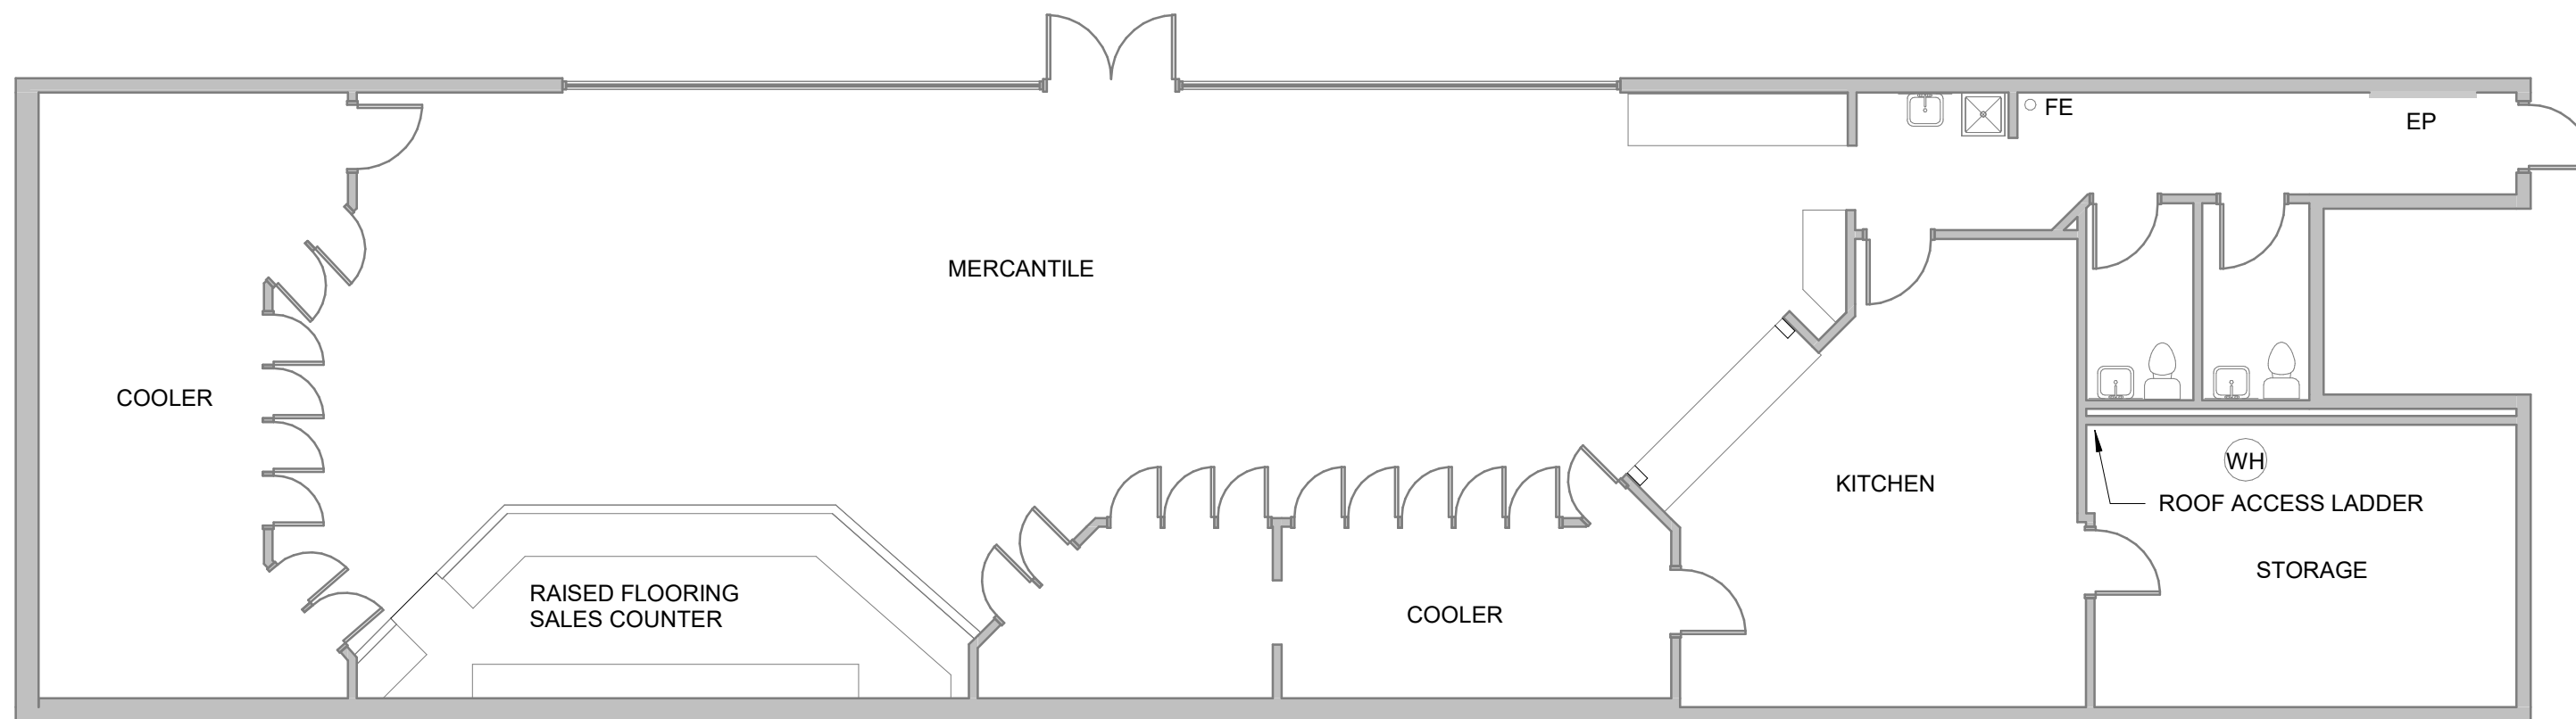 FE
EP
MERCANTILE
COOLER
KITCHEN
WH
ROOF ACCESS LADDER
STORAGE
RAISED FLOORING
SALES COUNTER
COOLER